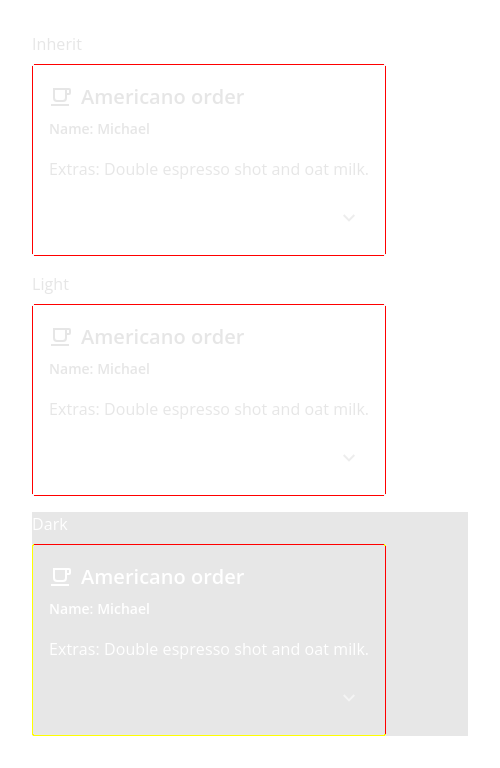 Inherit
Americano order
Name: Michael
Extras: Double espresso shot and oat milk.
Light
Americano order
Name: Michael
Extras: Double espresso shot and oat milk.
Dark
Americano order
Name: Michael
Extras: Double espresso shot and oat milk.